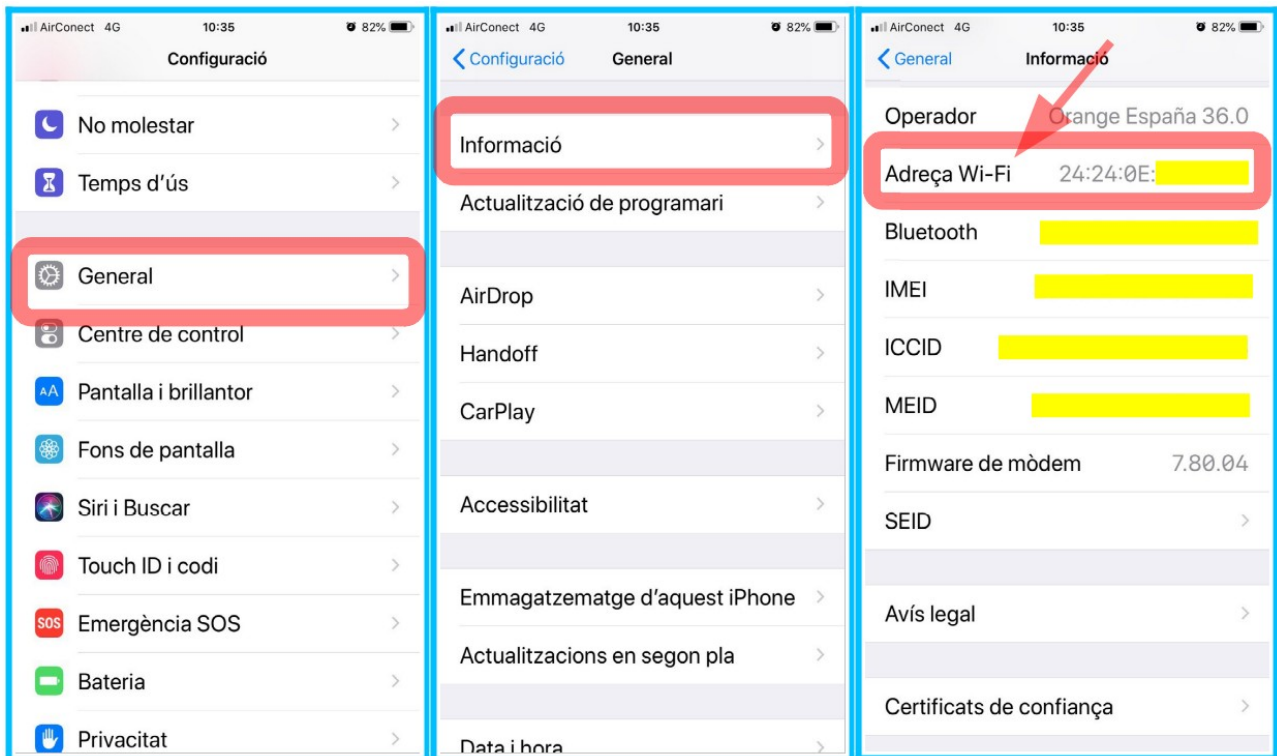 AirConect 4G 10:35 82%
Configuració
No molestar
Temps d'ús
General
Centre de control
AA Pantalla i brillantor
Fons de pantalla
Siri i Buscar
Touch ID i codi
SOS Emergència SOS
Bateria
Privacitat
AirConect 4G 10:35 82%
Configuració General
Informació
Actualització de programari
AirDrop
Handoff
CarPlay
Accessibilitat
Emmagatzematge d'aquest iPhone
Actualitzacions en segon pla
Data i hora
AirConect 4G 10:35 82%
General Informació
Operador Orange España 36.0
Adreça Wi-Fi 24:24:0E:
Bluetooth
IMEI
ICCID
MEID
Firmware de mòdem 7.80.04
SEID
Avís legal
Certificats de confiança